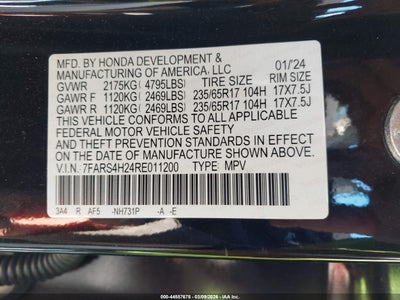 MFD. BY HONDA DEVELOPMENT & 01/'24
MANUFACTURING OF AMERICA, LLC
GVWR 2175KG (4795LBS) TIRE SIZE RIM SIZE
GAWR F 1120KG (2469LBS) 235/65R17 104H 17X7.5J
GAWR R 1120KG (2469LBS) 235/65R17 104H 17X7.5J
THIS VEHICLE CONFORMS TO ALL APPLICABLE
FEDERAL MOTOR VEHICLE SAFETY
AND THEFT PREVENTION STANDARDS IN EFFECT
ON THE DATE OF MANUFACTURE SHOWN ABOVE.
V.I.N. 7FARS4H24RE011200 TYPE: MPV
3A4 R AF5 -NH731P -A -E
000-44557678 - 03/09/2026 - IAAI.COM